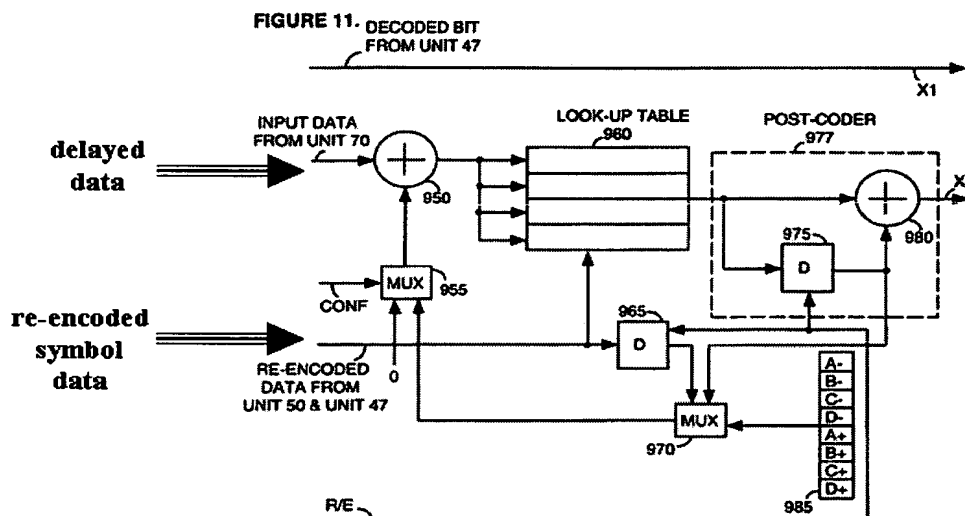 FIGURE 11.
DECODED BIT
FROM UNIT 47
X1
INPUT DATA
FROM UNIT 70
LOOK-UP TABLE
960
POST-CODER
977
delayed
data
950
X
980
975
D
MUX
955
CONF
965
D
re-encoded
symbol
data
RE-ENCODED
DATA FROM
UNIT 50 & UNIT 47
0
MUX
970
A-
B-
C-
D-
A+
B+
C+
D+
985
R/E